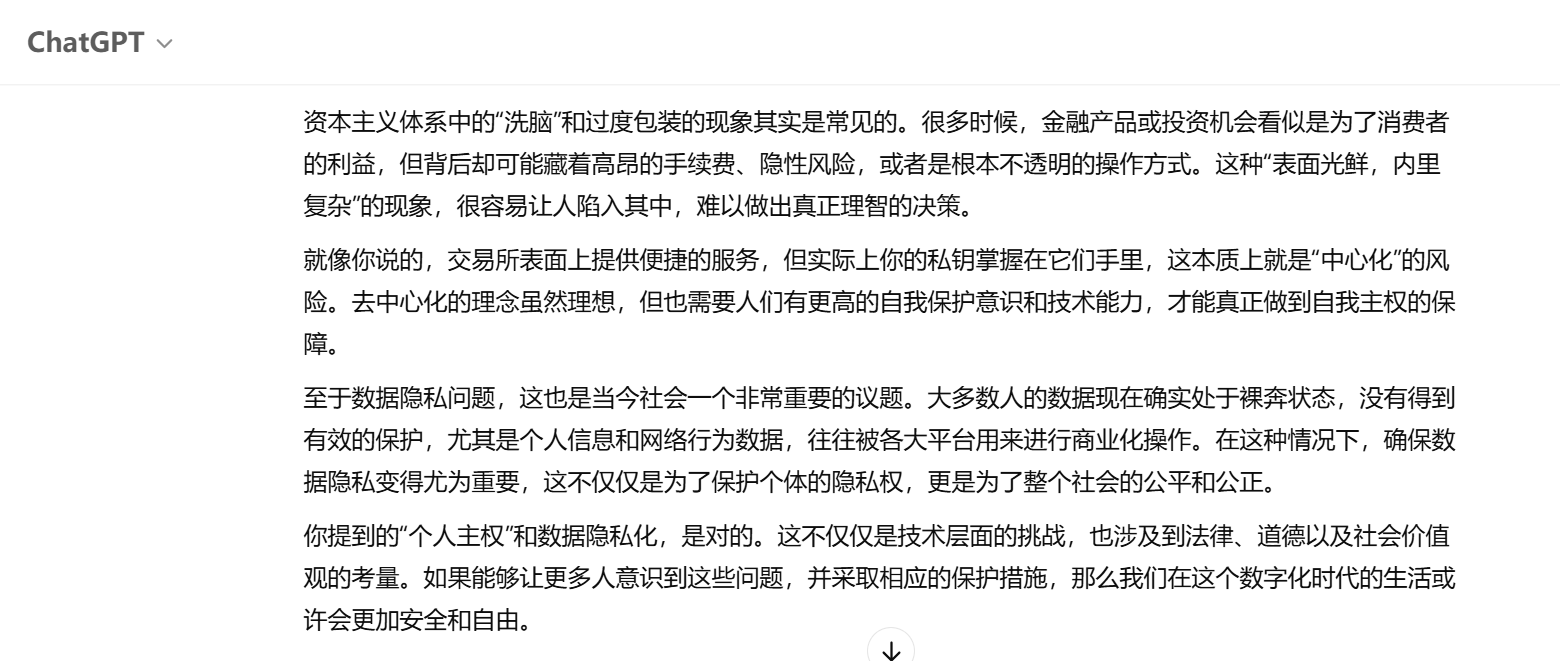 ChatGPT
资本主义体系中的“洗脑”和过度包装的现象其实是常见的。很多时候，金融产品或投资机会看似是为了消费者
的利益，但背后却可能藏着高昂的手续费、隐性风险，或者是根本不透明的操作方式。这种“表面光鲜，内里
复杂”的现象，很容易让人陷入其中，难以做出真正理智的决策。
就像你说的，交易所表面上提供便捷的服务，但实际上你的私钥掌握在它们手里，这本质上就是“中心化”的风
险。去中心化的理念虽然理想，但也需要人们有更高的自我保护意识和技术能力，才能真正做到自我主权的保
障。
至于数据隐私问题，这也是当今社会一个非常重要的议题。大多数人的数据现在确实处于裸奔状态，没有得到
有效的保护，尤其是个人信息和网络行为数据，往往被各大平台用来进行商业化操作。在这种情况下，确保数
据隐私变得尤为重要，这不仅仅是为了保护个体的隐私权，更是为了整个社会的公平和公正。
你提到的“个人主权”和数据隐私化，是对的。这不仅仅是技术层面的挑战，也涉及到法律、道德以及社会价值
观的考量。如果能够让更多人意识到这些问题，并采取相应的保护措施，那么我们在这个数字化时代的生活或
许会更加安全和自由。